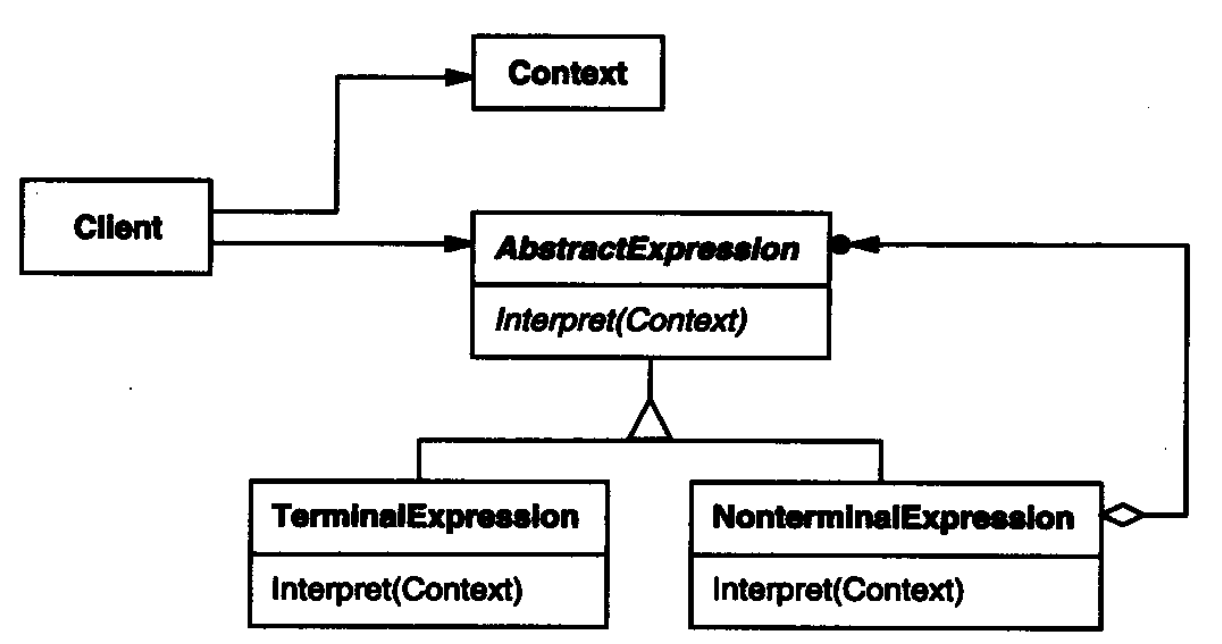 Context
Client
AbstractExpression
Interpret(Context)
TerminalExpression
Interpret(Context)
NonterminalExpression
Interpret(Context)